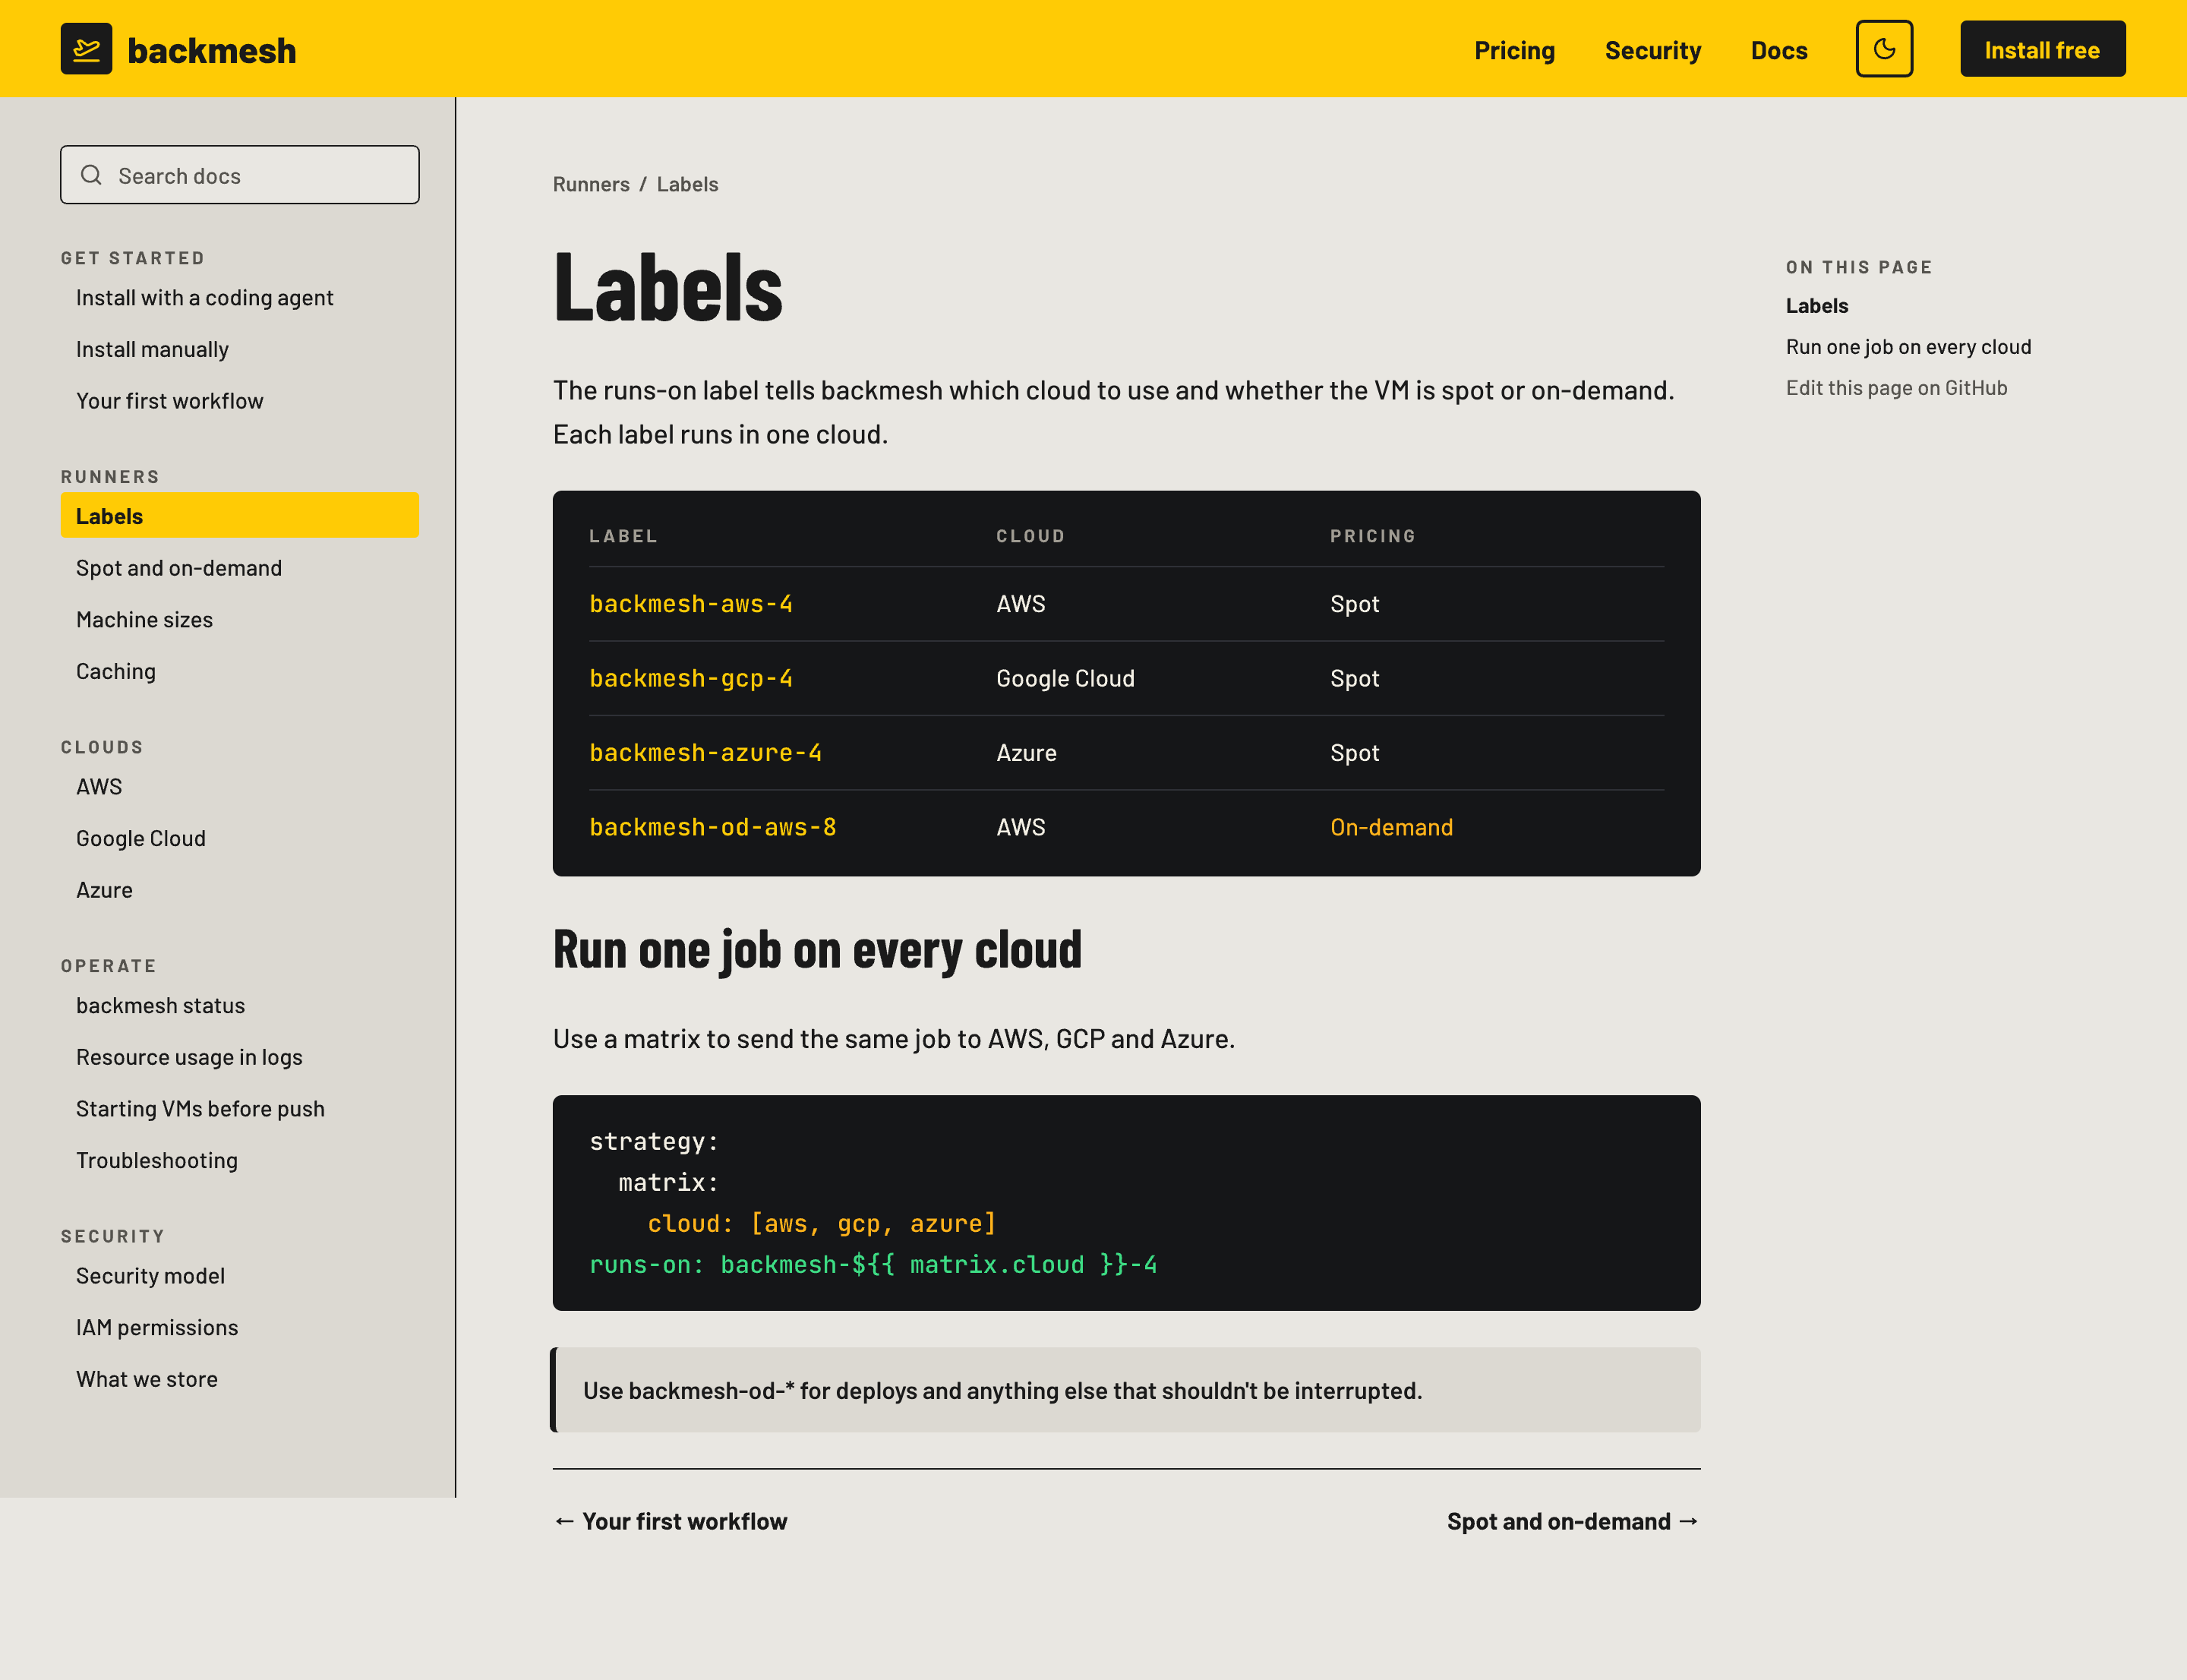 backmesh
Pricing
Security
Docs
Install free
Search docs
GET STARTED
Install with a coding agent
Install manually
Your first workflow
RUNNERS
Labels
Spot and on-demand
Machine sizes
Caching
CLOUDS
AWS
Google Cloud
Azure
OPERATE
backmesh status
Resource usage in logs
Starting VMs before push
Troubleshooting
SECURITY
Security model
IAM permissions
What we store
Runners / Labels
Labels
The runs-on label tells backmesh which cloud to use and whether the VM is spot or on-demand.
Each label runs in one cloud.
LABEL CLOUD PRICING
backmesh-aws-4 AWS Spot
backmesh-gcp-4 Google Cloud Spot
backmesh-azure-4 Azure Spot
backmesh-od-aws-8 AWS On-demand
Run one job on every cloud
Use a matrix to send the same job to AWS, GCP and Azure.
strategy:
  matrix:
    cloud: [aws, gcp, azure]
runs-on: backmesh-${{ matrix.cloud }}-4
Use backmesh-od-* for deploys and anything else that shouldn't be interrupted.
← Your first workflow
Spot and on-demand →
ON THIS PAGE
Labels
Run one job on every cloud
Edit this page on GitHub